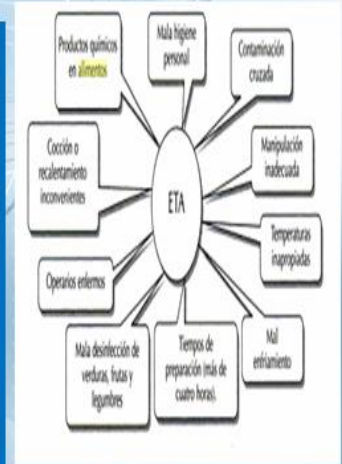 Productos químicos
en alimentos
Mala higiene
personal
Contaminación
cruzada
Cocción o
recalentamiento
inconvenientes
Manipulación
inadecuada
ETA
Temperaturas
inapropiadas
Operarios enfermos
Mala desinfección de
verduras, frutas y
legumbres
Tiempos de
preparación (más de
cuatro horas).
Mal
enfriamiento